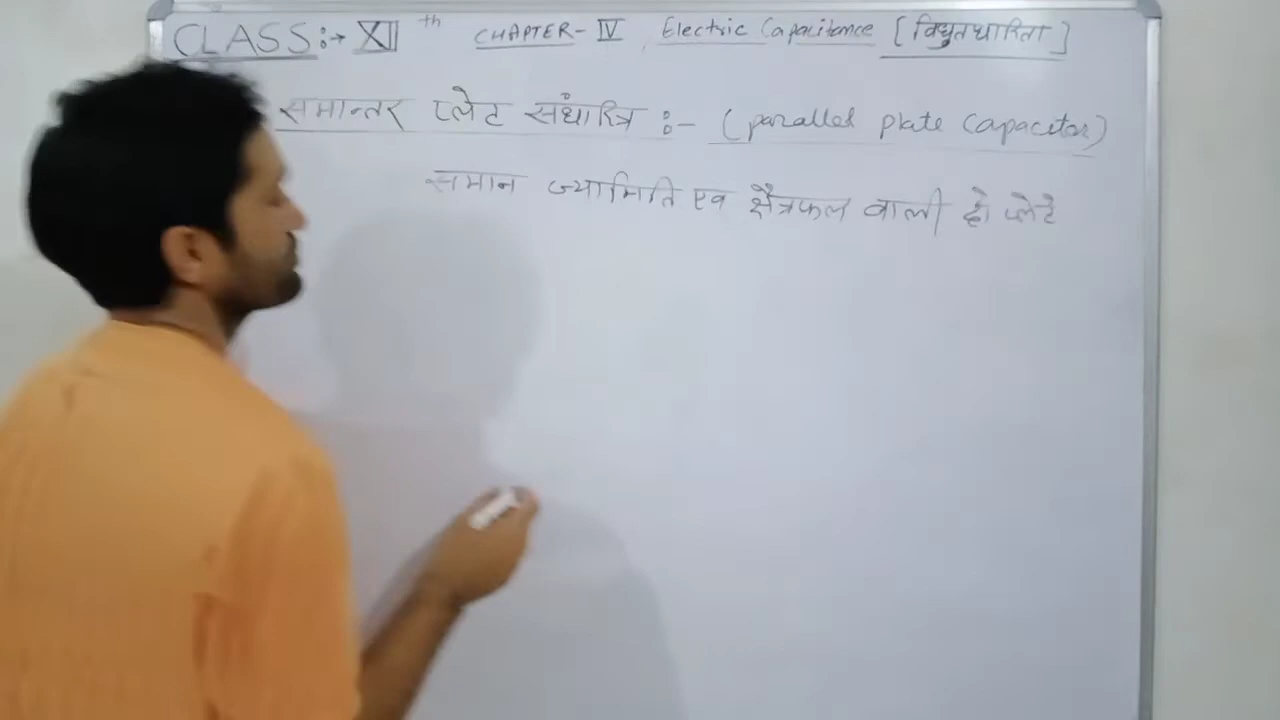 CLASS:→ XII th CHAPTER-IV Electric Capacitance [विद्युतधारिता]
समान्तर प्लेट संधारित्र :- (parallel plate capacitor)
समान ज्यामिति एव क्षैत्रफल वाली दो प्लेटे